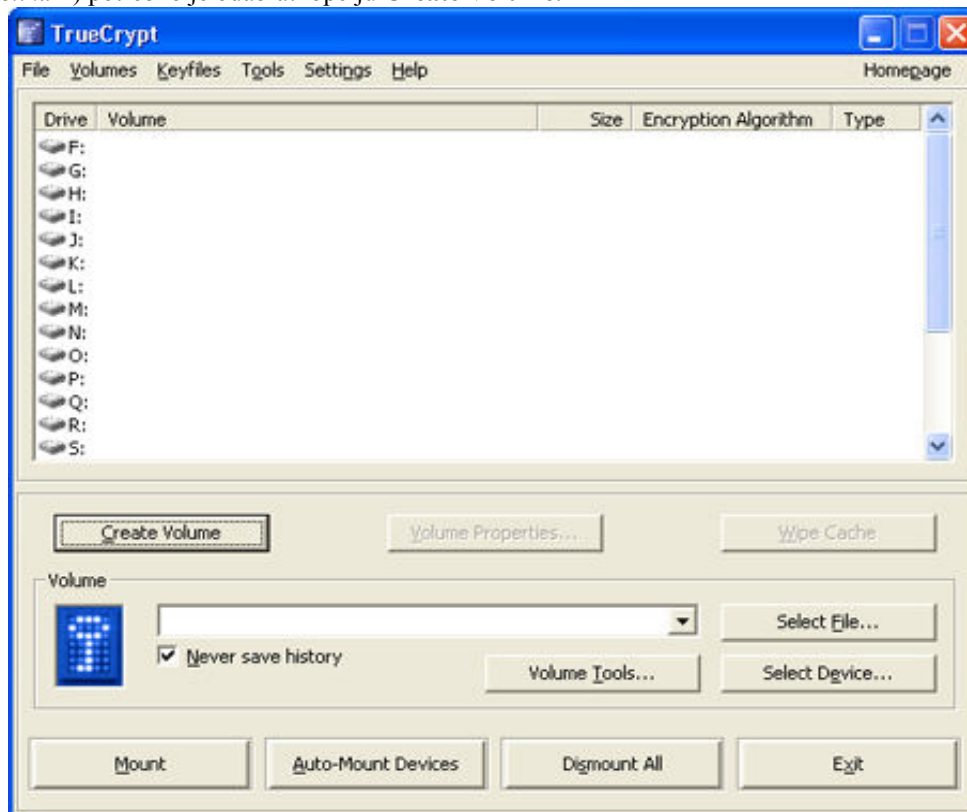 TrueCrypt
File Volumes Keyfiles Tools Settings Help Homepage
Drive Volume Size Encryption Algorithm Type
F:
G:
H:
I:
J:
K:
L:
M:
N:
O:
P:
Q:
R:
S:
Create Volume Volume Properties... Wipe Cache
Volume
Select File...
Never save history
Volume Tools... Select Device...
Mount Auto-Mount Devices Dismount All Exit